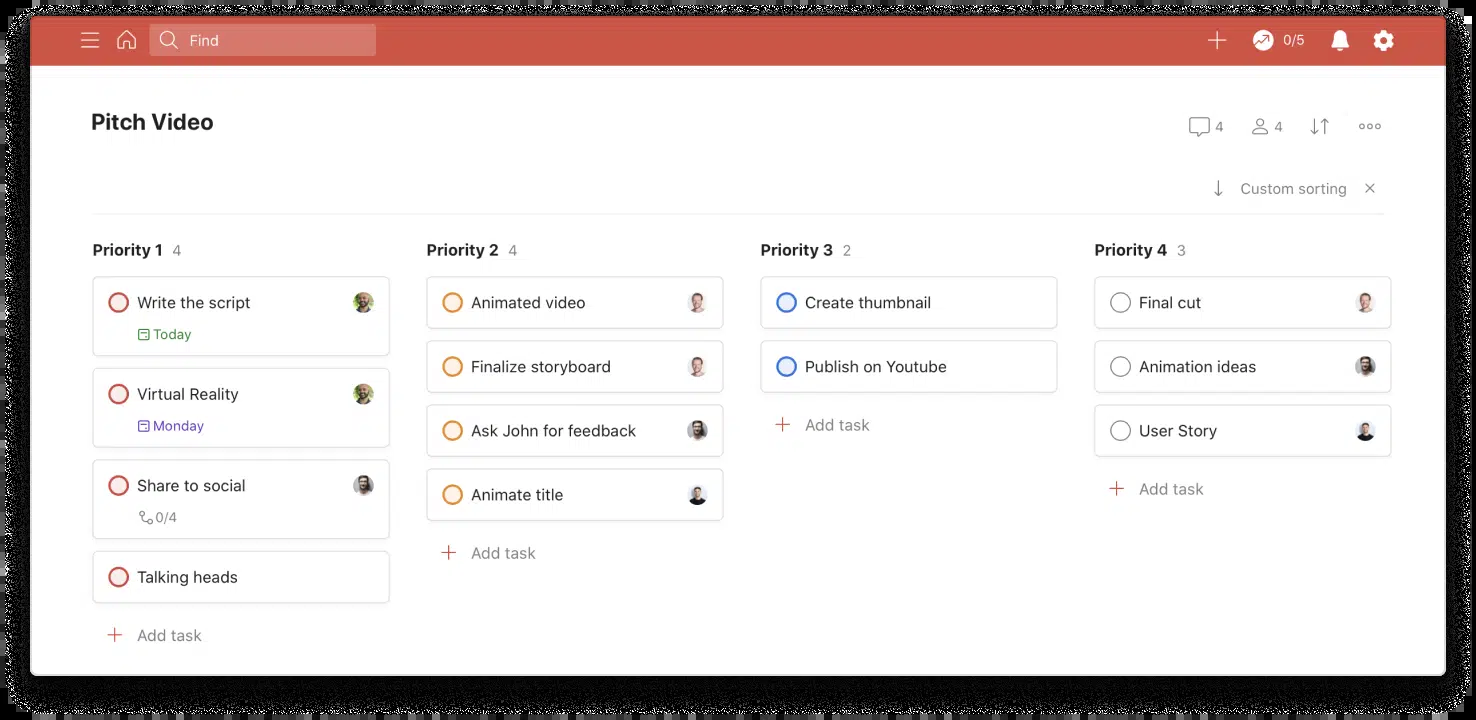 Find
0/5
Pitch Video
4
4
Custom sorting
Priority 1 4
Write the script
Today
Virtual Reality
Monday
Share to social
0/4
Talking heads
Add task
Priority 2 4
Animated video
Finalize storyboard
Ask John for feedback
Animate title
Add task
Priority 3 2
Create thumbnail
Publish on Youtube
Add task
Priority 4 3
Final cut
Animation ideas
User Story
Add task